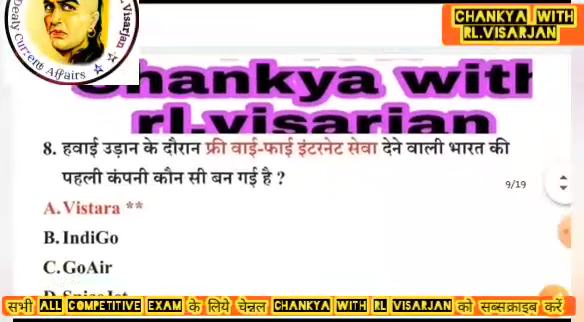 CHANKYA WITH
RL.VISARJAN
Visarjan
Deaty Current Affairs
Chankya with
rl.visarjan
8. हवाई उड़ान के दौरान फ्री वाई-फाई इंटरनेट सेवा देने वाली भारत की
पहली कंपनी कौन सी बन गई है ?
9/19
A. Vistara **
B. IndiGo
C. GoAir
D. SpiceJet
सभी ALL COMPETITIVE EXAM के लिये चेन्नल CHANKYA WITH RL VISARJAN को सब्सक्राइब करें